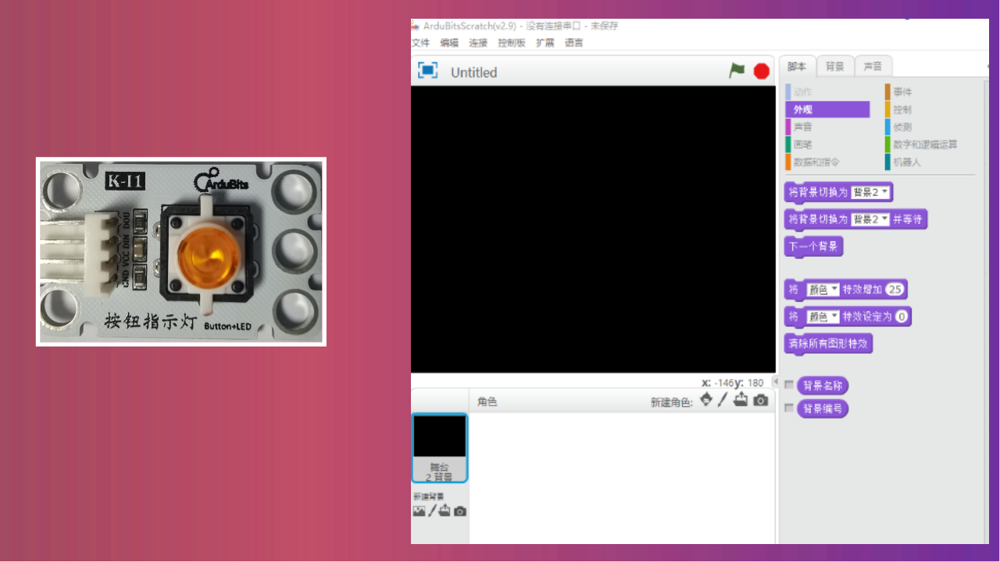 K-I1
ArduBits
GND VCC DIN DOU
按钮指示灯 Button+LED
ArduBitsScratch(v2.9) - 没有连接串口 - 未保存
文件 编辑 连接 控制板 扩展 语言
Untitled
x: -146 y: 180
角色
新建角色:
舞台
2 背景
新建背景
脚本 背景 声音
动作 事件
外观 控制
声音 侦测
画笔 数字和逻辑运算
数据和指令 机器人
将背景切换为 背景2
将背景切换为 背景2 并等待
下一个背景
将 颜色 特效增加 25
将 颜色 特效设定为 0
清除所有图形特效
背景名称
背景编号